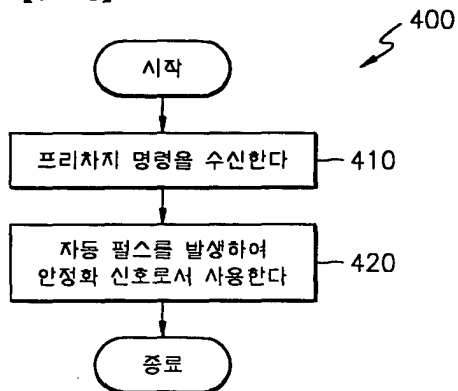 400
시작
프리차지 명령을 수신한다
410
자동 펄스를 발생하여
안정화 신호로서 사용한다
420
종료